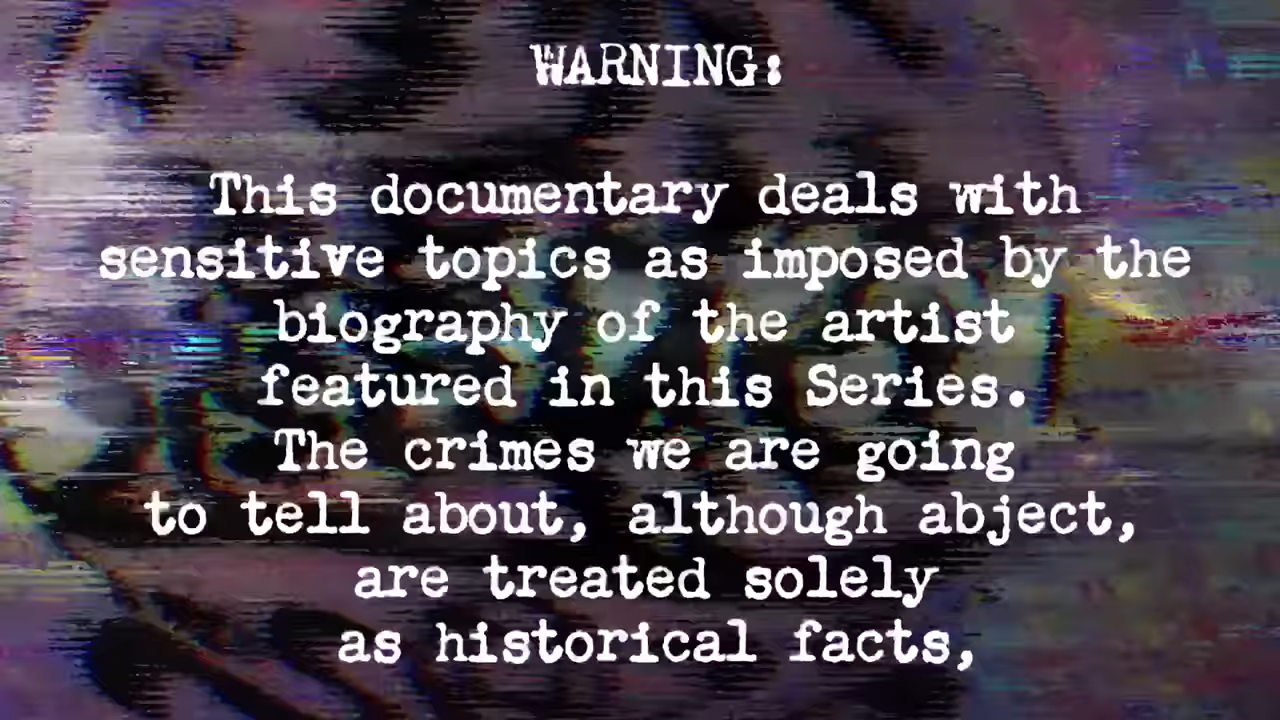 WARNING:
This documentary deals with
sensitive topics as imposed by the
biography of the artist
featured in this Series.
The crimes we are going
to tell about, although abject,
are treated solely
as historical facts,